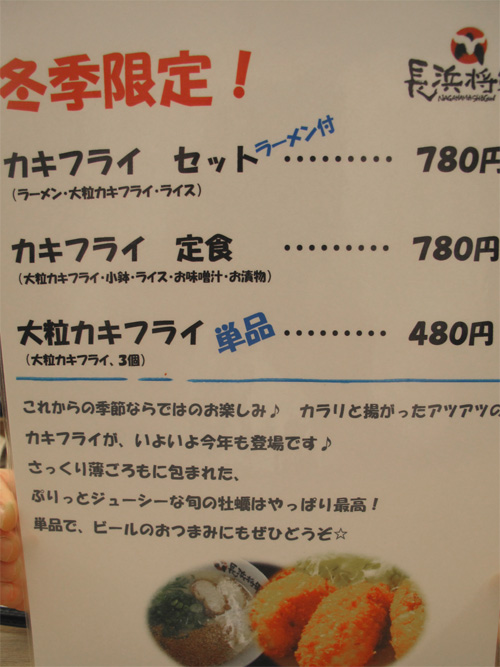 冬季限定！
長浜将
NAGAHAMASHOGUN
カキフライ セット ラーメン付 ・・・・・・・・・ 780円
（ラーメン・大粒カキフライ・ライス）
カキフライ 定食 ・・・・・・・・・ 780円
（大粒カキフライ・小鉢・ライス・お味噌汁・お漬物）
大粒カキフライ 単品 ・・・・・・・・・ 480円
（大粒カキフライ、3個）
これからの季節ならではのお楽しみ♪ カラリと揚がったアツアツの
カキフライが、いよいよ今年も登場です♪
さっくり薄ごろもに包まれた、
ぷりっとジューシーな旬の牡蠣はやっぱり最高！
単品で、ビールのおつまみにもぜひどうぞ☆
長浜将